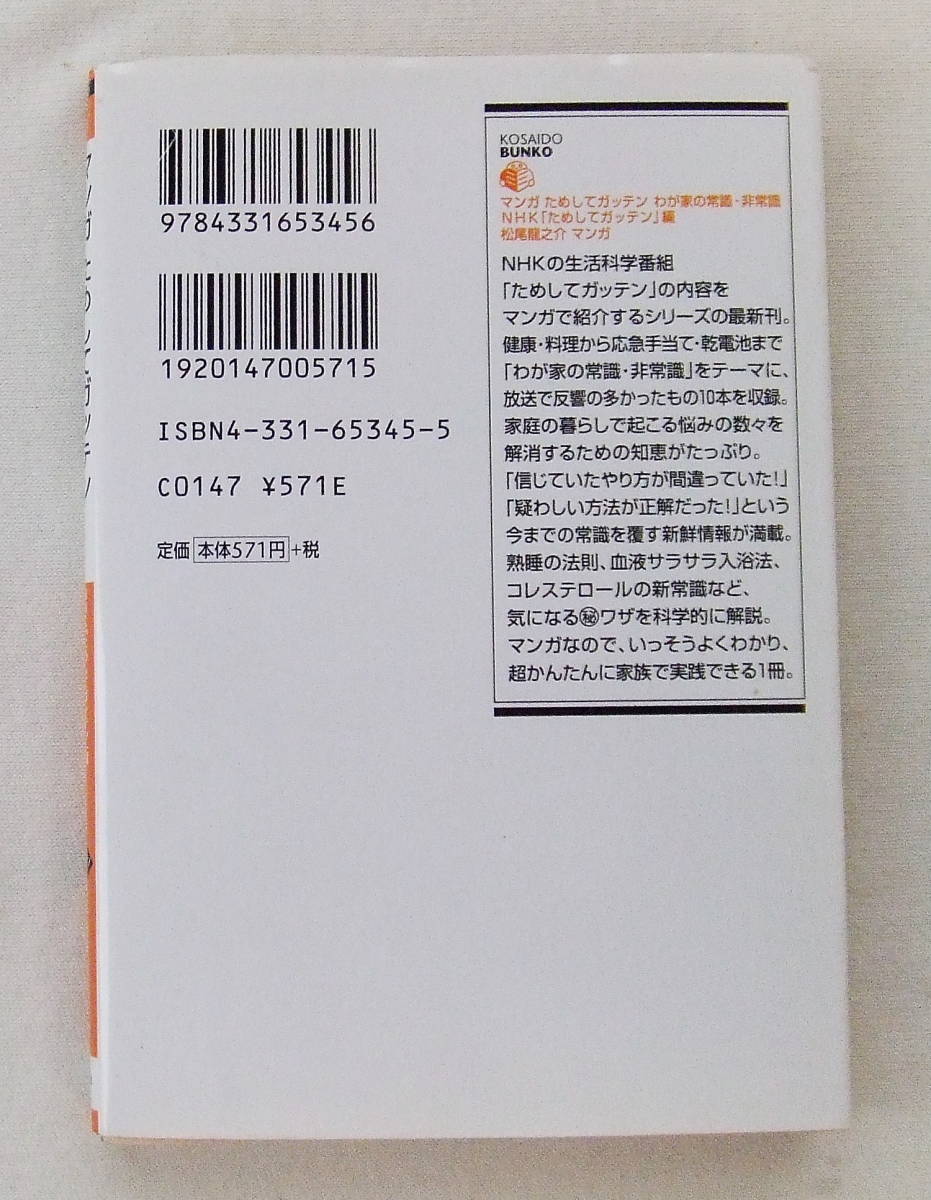 9784331653456
1920147005715
ISBN4-331-65345-5
C0147 ¥571E
定価 本体571円 +税
KOSAIDO
BUNKO
マンガ ためしてガッテン わが家の常識・非常識
NHK「ためしてガッテン」編
松尾龍之介 マンガ
NHKの生活科学番組
「ためしてガッテン」の内容を
マンガで紹介するシリーズの最新刊。
健康・料理から応急手当て・乾電池まで
「わが家の常識・非常識」をテーマに、
放送で反響の多かったもの10本を収録。
家庭の暮らしで起こる悩みの数々を
解消するための知恵がたっぷり。
「信じていたやり方が間違っていた!」
「疑わしい方法が正解だった!」という
今までの常識を覆す新鮮情報が満載。
熟睡の法則、血液サラサラ入浴法、
コレステロールの新常識など、
気になる㊙ワザを科学的に解説。
マンガなので、いっそうよくわかり、
超かんたんに家族で実践できる1冊。
マンガ ためしてガッテン